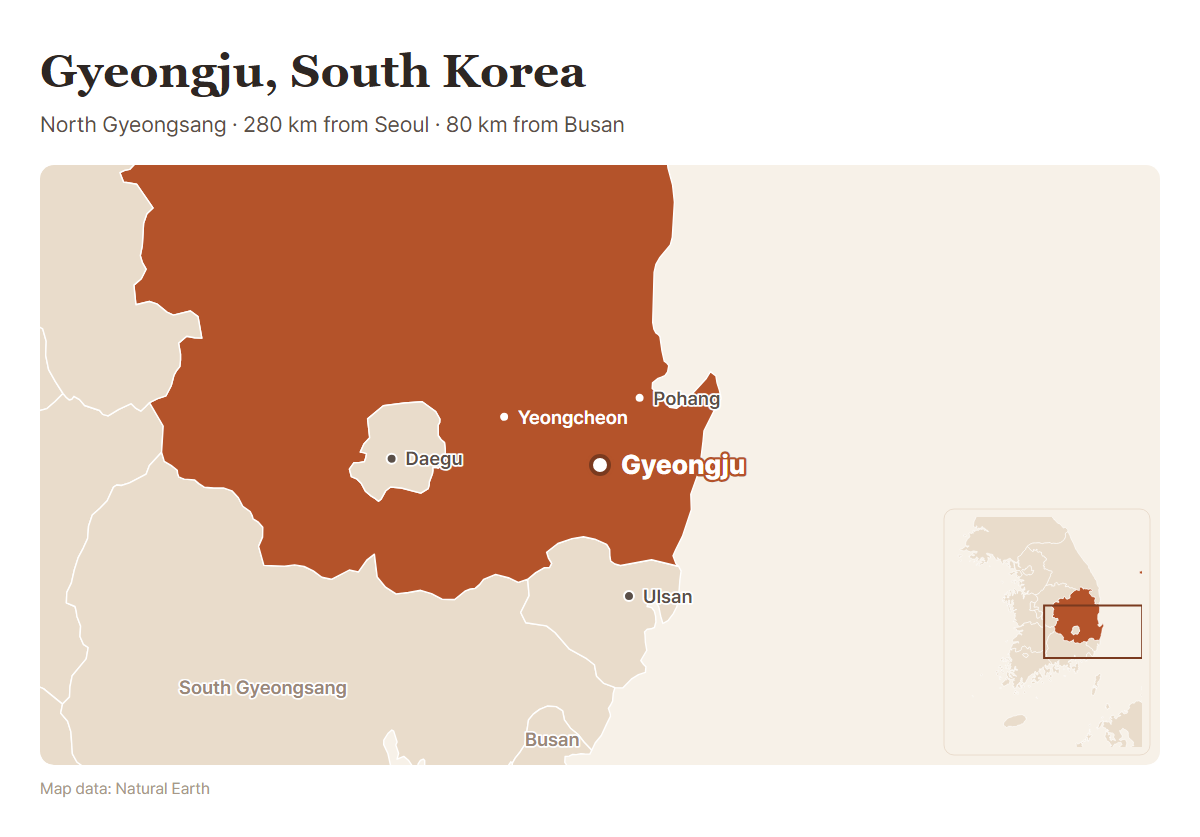 Gyeongju, South Korea
North Gyeongsang · 280 km from Seoul · 80 km from Busan
Pohang
Yeongcheon
Daegu
Gyeongju
Ulsan
South Gyeongsang
Busan
Map data: Natural Earth